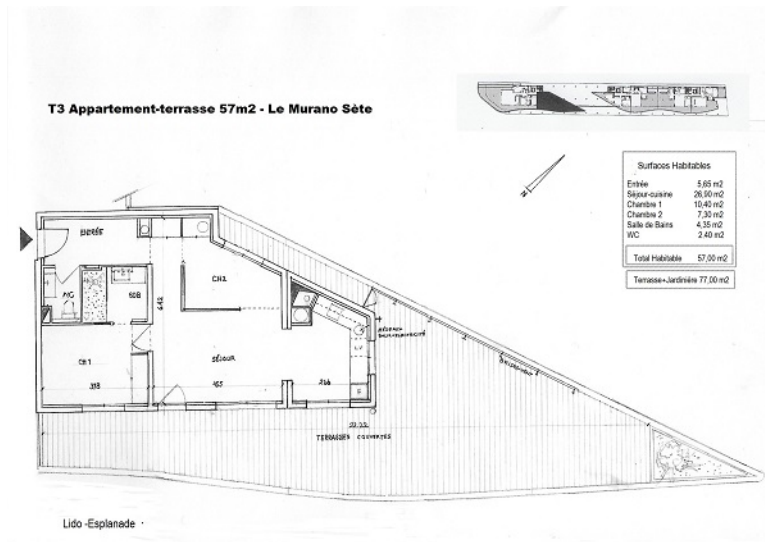 T3 Appartement-terrasse 57m2 - Le Murano Sète
N
Surfaces Habitables
Entrée 5,65 m2
Séjour-cuisine 26,90 m2
Chambre 1 10,40 m2
Chambre 2 7,30 m2
Salle de Bains 4,35 m2
WC 2.40 m2
Total Habitable 57,00 m2
Terrasse+Jardinière 77,00 m2
ENTRÉE
CH2
WC
SDB
642
CH1
SÉJOUR
318
465
TERRASSES COUVERTES
Lido -Esplanade